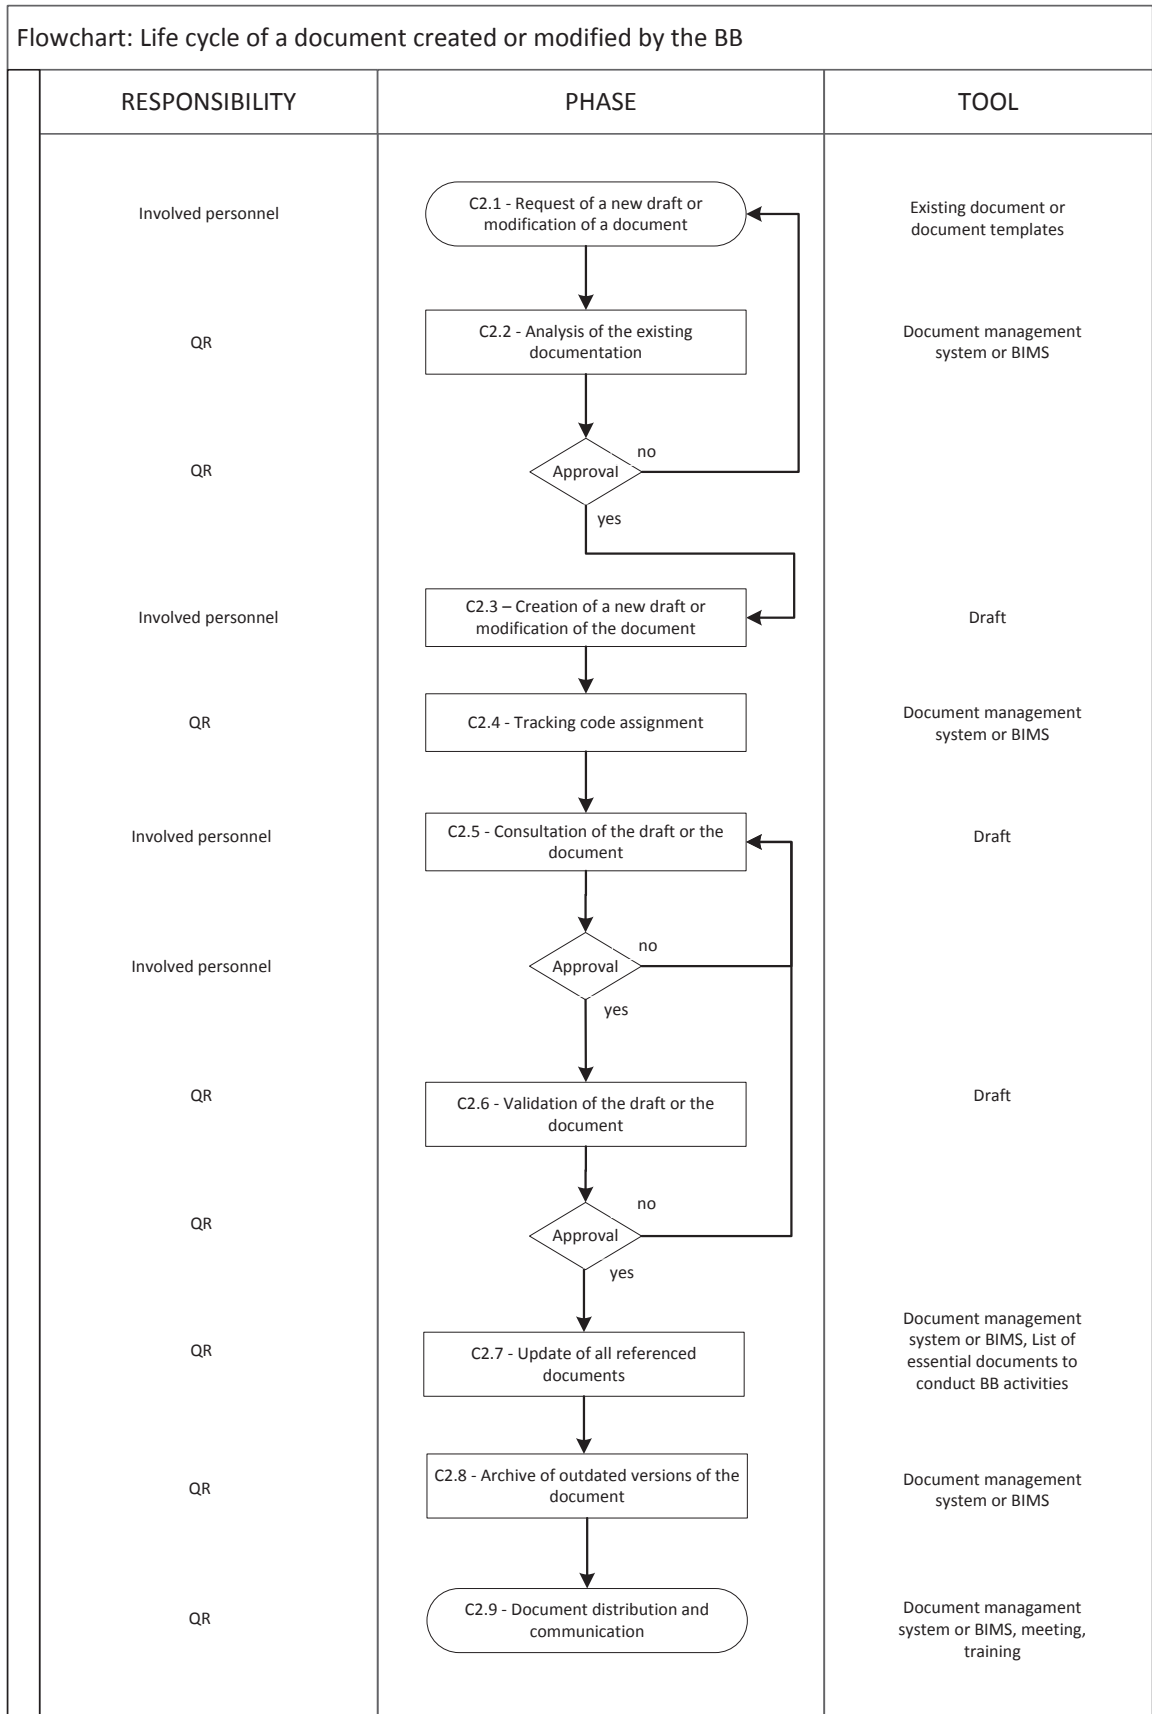 Flowchart: Life cycle of a document created or modified by the BB
RESPONSIBILITY
PHASE
TOOL
Involved personnel
C2.1 - Request of a new draft or
modification of a document
Existing document or
document templates
QR
C2.2 - Analysis of the existing
documentation
Document management
system or BIMS
QR
Approval
no
yes
Involved personnel
C2.3 – Creation of a new draft or
modification of the document
Draft
QR
C2.4 - Tracking code assignment
Document management
system or BIMS
Involved personnel
C2.5 - Consultation of the draft or the
document
Draft
Involved personnel
Approval
no
yes
QR
C2.6 - Validation of the draft or the
document
Draft
QR
Approval
no
yes
QR
C2.7 - Update of all referenced
documents
Document management
system or BIMS, List of
essential documents to
conduct BB activities
QR
C2.8 - Archive of outdated versions of the
document
Document management
system or BIMS
QR
C2.9 - Document distribution and
communication
Document managament
system or BIMS, meeting,
training